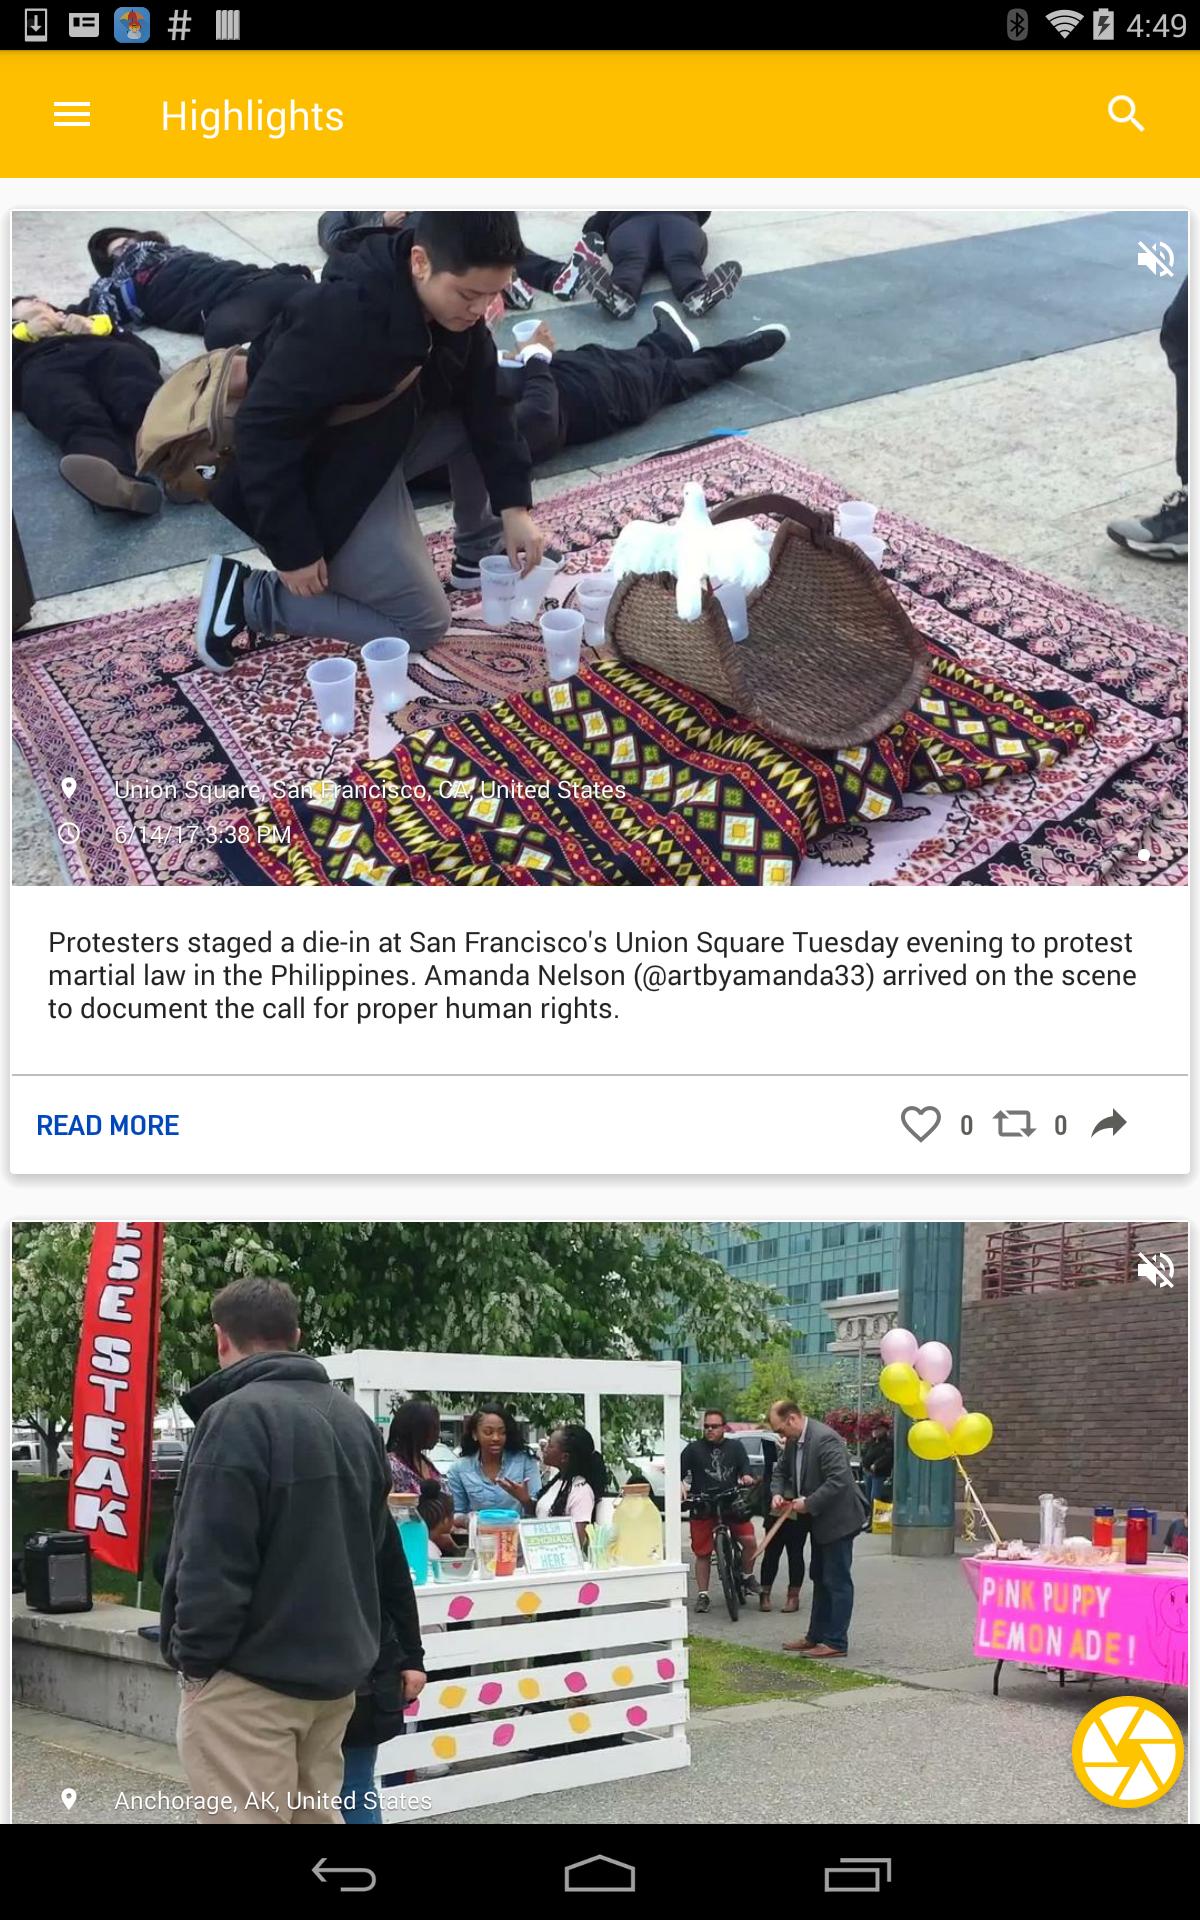 4:49
Highlights
Union Square, San Francisco, CA, United States
6/14/17 3:38 PM
Protesters staged a die-in at San Francisco's Union Square Tuesday evening to protest
martial law in the Philippines. Amanda Nelson (@artbyamanda33) arrived on the scene
to document the call for proper human rights.
READ MORE
0
0
SE STEAK
FRESH
LEMONADE
HERE
PINK PUPPY
LEMONADE!
Anchorage, AK, United States